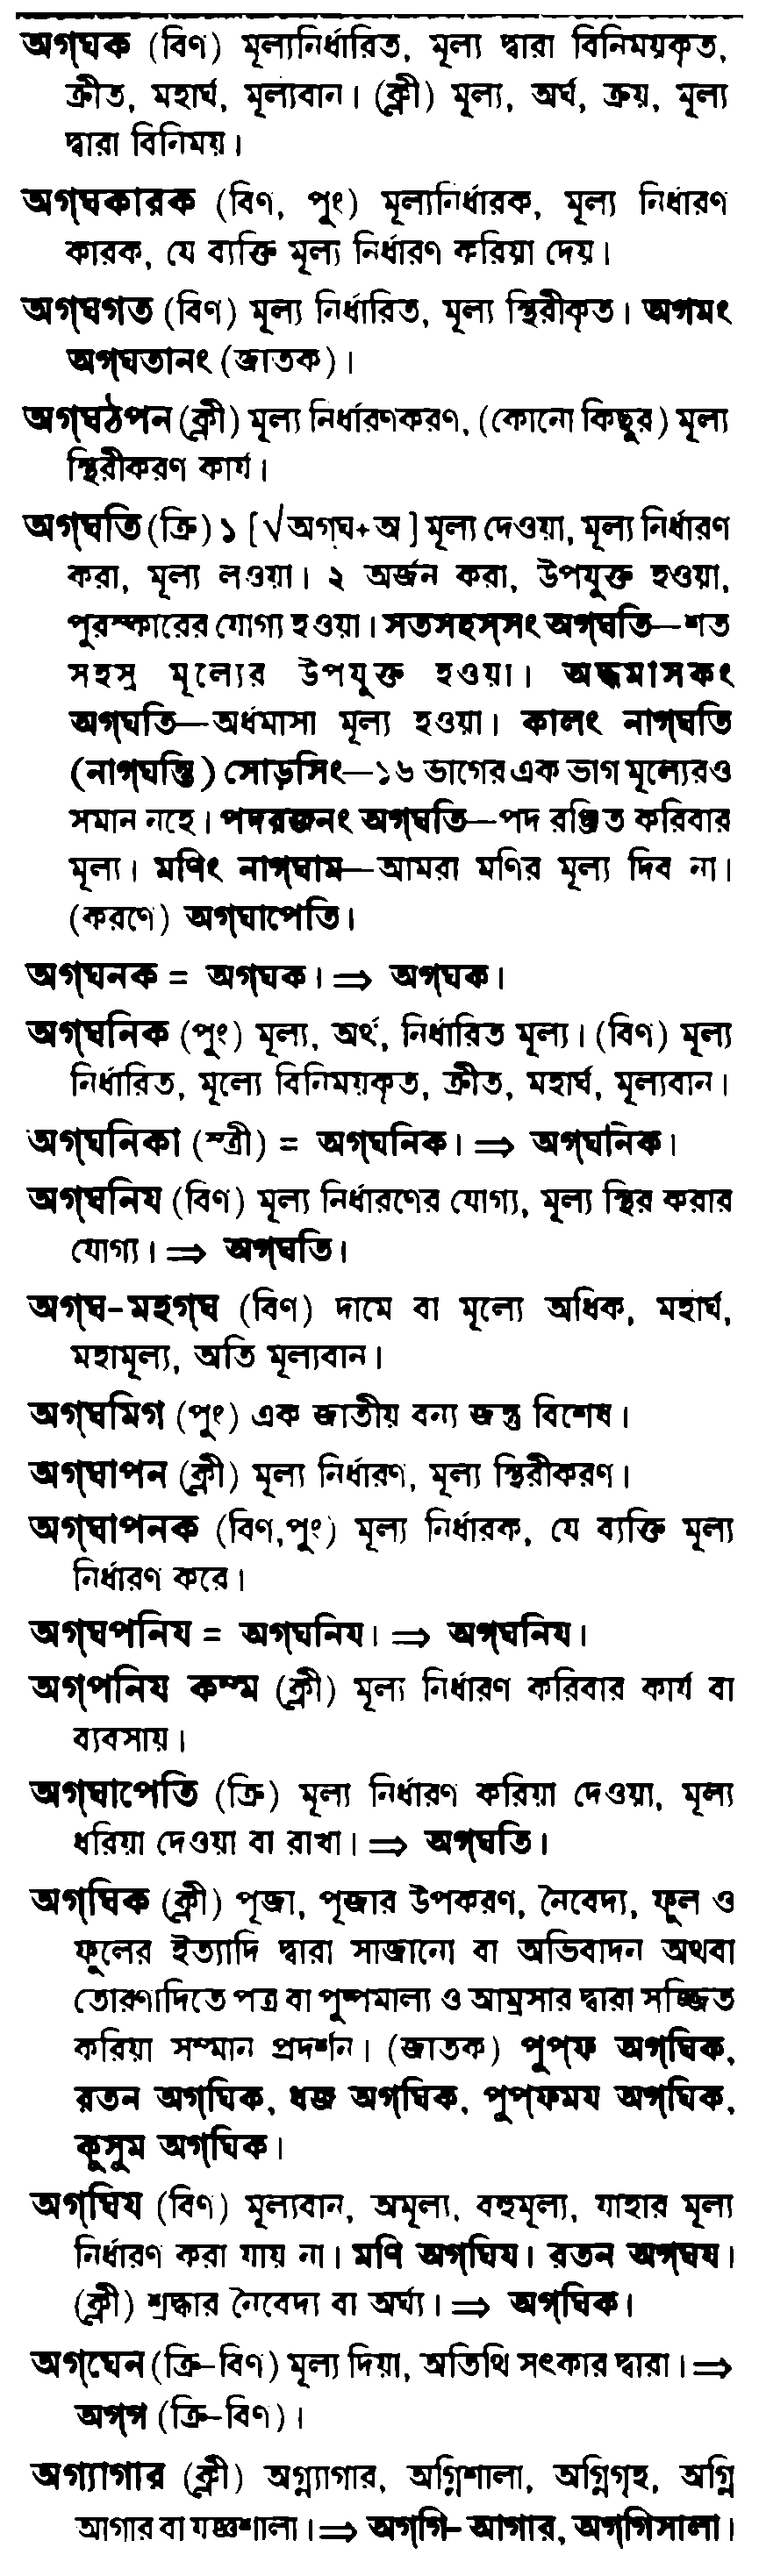 অগ্‌ঘক (বিণ) মূল্যনির্ধারিত, মূল্য দ্বারা বিনিময়কৃত,
ক্রীত, মহার্ঘ, মূল্যবান। (ক্লী) মূল্য, অর্ঘ, ক্রয়, মূল্য
দ্বারা বিনিময়।
অগ্‌ঘকারক (বিণ, পুং) মূল্যনির্ধারক, মূল্য নির্ধারণ
কারক, যে ব্যক্তি মূল্য নির্ধারণ করিয়া দেয়।
অগ্‌ঘগত (বিণ) মূল্য নির্ধারিত, মূল্য স্থিরীকৃত। অগমং
অগ্‌ঘতানং (জাতক)।
অগ্‌ঘঠপন (ক্লী) মূল্য নির্ধারণকরণ, (কোনো কিছুর) মূল্য
স্থিরীকরণ কার্য।
অগ্‌ঘতি (ক্রি) ১ [√অগ্‌ঘ+অ] মূল্য দেওয়া, মূল্য নির্ধারণ
করা, মূল্য লওয়া। ২ অর্জন করা, উপযুক্ত হওয়া,
পুরস্কারের যোগ্য হওয়া। সতসহস্‌সং অগ্‌ঘতি—শত
সহস্র মূল্যের উপযুক্ত হওয়া। অদ্ধমাসকং
অগ্‌ঘতি—অর্ধমাসা মূল্য হওয়া। কালং নাগ্‌ঘতি
(নাগ্‌ঘন্তি) সোড়সিং—১৬ ভাগের এক ভাগ মূল্যেরও
সমান নহে। পদরজনং অগ্‌ঘতি—পদ রঞ্জিত করিবার
মূল্য। মণিং নাগ্‌ঘাম—আমরা মণির মূল্য দিব না।
(করণে) অগ্‌ঘাপেতি।
অগ্‌ঘনক = অগ্‌ঘক। ⇒ অগ্‌ঘক।
অগ্‌ঘনিক (পুং) মূল্য, অর্থ, নির্ধারিত মূল্য। (বিণ) মূল্য
নির্ধারিত, মূল্যে বিনিময়কৃত, ক্রীত, মহার্ঘ, মূল্যবান।
অগ্‌ঘনিকা (স্ত্রী) = অগ্‌ঘনিক। ⇒ অগ্‌ঘনিক।
অগ্‌ঘনিয (বিণ) মূল্য নির্ধারণের যোগ্য, মূল্য স্থির করার
যোগ্য। ⇒ অগ্‌ঘতি।
অগ্‌ঘ-মহগ্‌ঘ (বিণ) দামে বা মূল্যে অধিক, মহার্ঘ,
মহামূল্য, অতি মূল্যবান।
অগ্‌ঘমিগ (পুং) এক জাতীয় বন্য জন্তু বিশেষ।
অগ্‌ঘাপন (ক্লী) মূল্য নির্ধারণ, মূল্য স্থিরীকরণ।
অগ্‌ঘাপনক (বিণ,পুং) মূল্য নির্ধারক, যে ব্যক্তি মূল্য
নির্ধারণ করে।
অগ্‌ঘপনিয = অগ্‌ঘনিয। ⇒ অগ্‌ঘনিয।
অগ্‌পনিয কম্ম (ক্লী) মূল্য নির্ধারণ করিবার কার্য বা
ব্যবসায়।
অগ্‌ঘাপেতি (ক্রি) মূল্য নির্ধারণ করিয়া দেওয়া, মূল্য
ধরিয়া দেওয়া বা রাখা। ⇒ অগ্‌ঘতি।
অগ্‌ঘিক (ক্লী) পূজা, পূজার উপকরণ, নৈবেদ্য, ফুল ও
ফুলের ইত্যাদি দ্বারা সাজানো বা অভিবাদন অথবা
তোরণাদিতে পত্র বা পুষ্পমাল্য ও আম্রসার দ্বারা সজ্জিত
করিয়া সম্মান প্রদর্শন। (জাতক) পুপ্‌ফ অগ্‌ঘিক,
রতন অগ্‌ঘিক, ধজ অগ্‌ঘিক, পুপ্‌ফময অগ্‌ঘিক,
কুসুম অগ্‌ঘিক।
অগ্‌ঘিয (বিণ) মূল্যবান, অমূল্য, বহুমূল্য, যাহার মূল্য
নির্ধারণ করা যায় না। মণি অগ্‌ঘিয। রতন অগ্‌ঘয।
(ক্লী) শ্রদ্ধার নৈবেদ্য বা অর্ঘ্য। ⇒ অগ্‌ঘিক।
অগ্‌ঘেন (ক্রি-বিণ) মূল্য দিয়া, অতিথি সৎকার দ্বারা। ⇒
অগ্‌গ (ক্রি-বিণ)।
অগ্যাগার (ক্লী) অগ্ন্যাগার, অগ্নিশালা, অগ্নিগৃহ, অগ্নি
আগার বা যজ্ঞশালা। ⇒ অগ্‌গি-আগার, অগ্‌গিসালা।